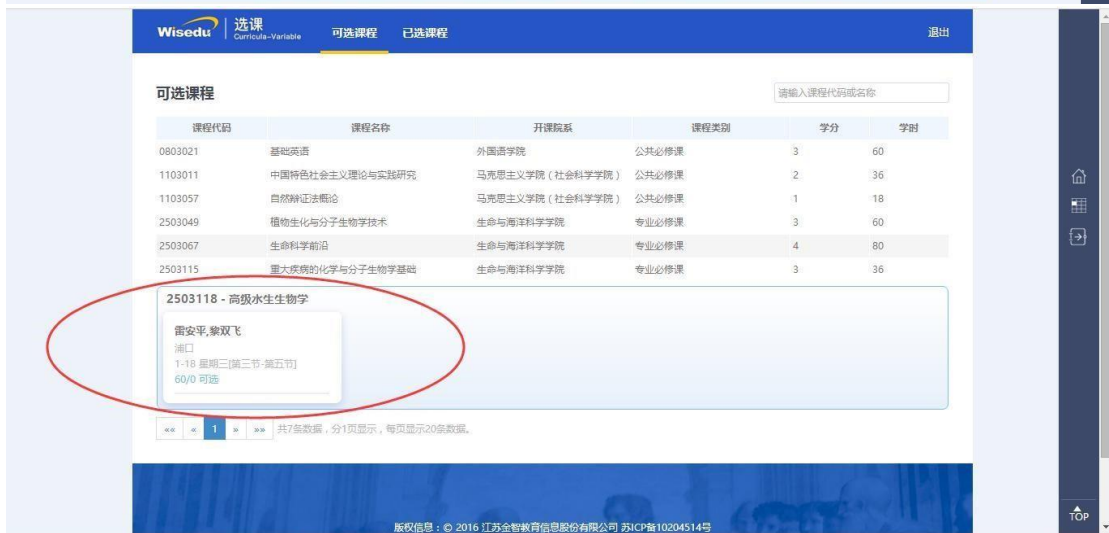 Wisedu 选课 可选课程 已选课程 退出
Curricula-Variable
可选课程 请输入课程代码或名称
课程代码 课程名称 开课院系 课程类别 学分 学时
0803021 基础英语 外国语学院 公共必修课 3 60
1103011 中国特色社会主义理论与实践研究 马克思主义学院(社会科学学院) 公共必修课 2 36
1103057 自然辩证法概论 马克思主义学院(社会科学学院) 公共必修课 1 18
2503049 植物生化与分子生物学技术 生命与海洋科学学院 专业必修课 3 60
2503067 生命科学前沿 生命与海洋科学学院 专业必修课 4 80
2503115 重大疾病的化学与分子生物学基础 生命与海洋科学学院 专业必修课 3 36
2503118 - 高级水生生物学
雷安平,黎双飞
浦口
1-18 星期三[第三节-第五节]
60/0 可选
«« « 1 » »» 共7条数据,分1页显示,每页显示20条数据。
版权信息:© 2016 江苏金智教育信息股份有限公司 苏ICP备10204514号
TOP